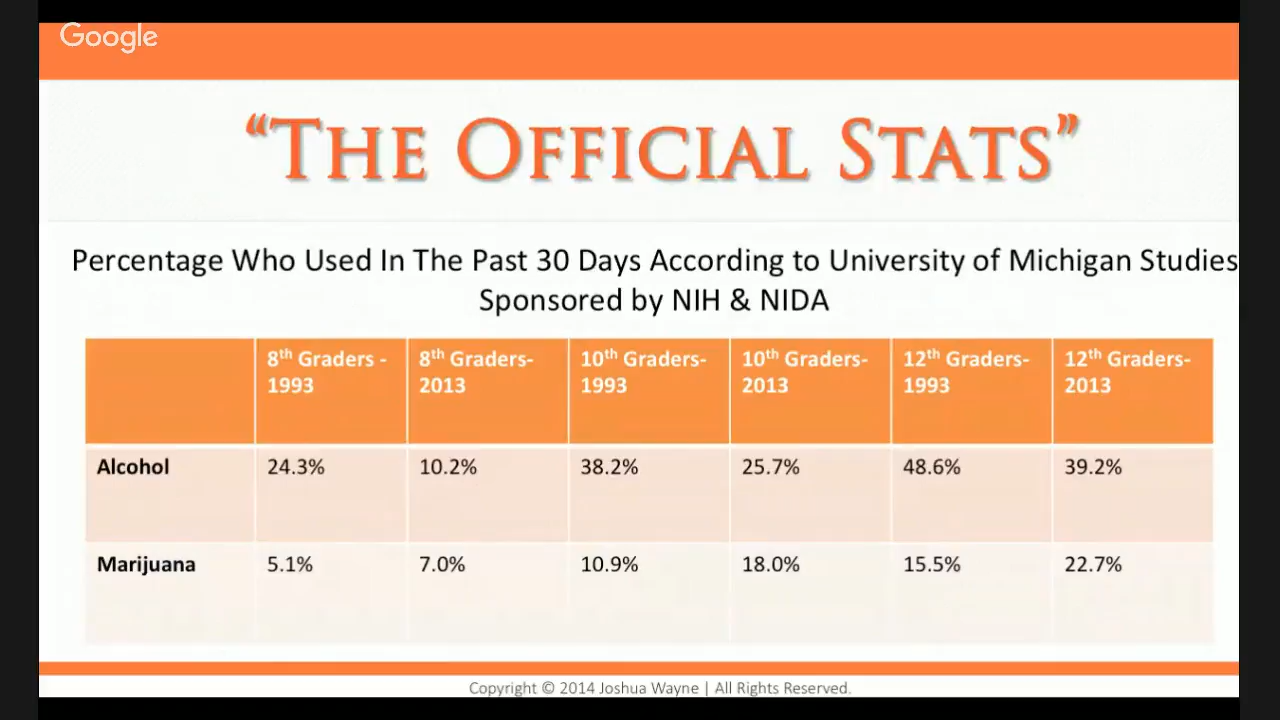 Google
“THE OFFICIAL STATS”
Percentage Who Used In The Past 30 Days According to University of Michigan Studies
Sponsored by NIH & NIDA
8th Graders - 8th Graders- 10th Graders- 10th Graders- 12th Graders- 12th Graders-
1993 2013 1993 2013 1993 2013
Alcohol 24.3% 10.2% 38.2% 25.7% 48.6% 39.2%
Marijuana 5.1% 7.0% 10.9% 18.0% 15.5% 22.7%
Copyright © 2014 Joshua Wayne | All Rights Reserved.